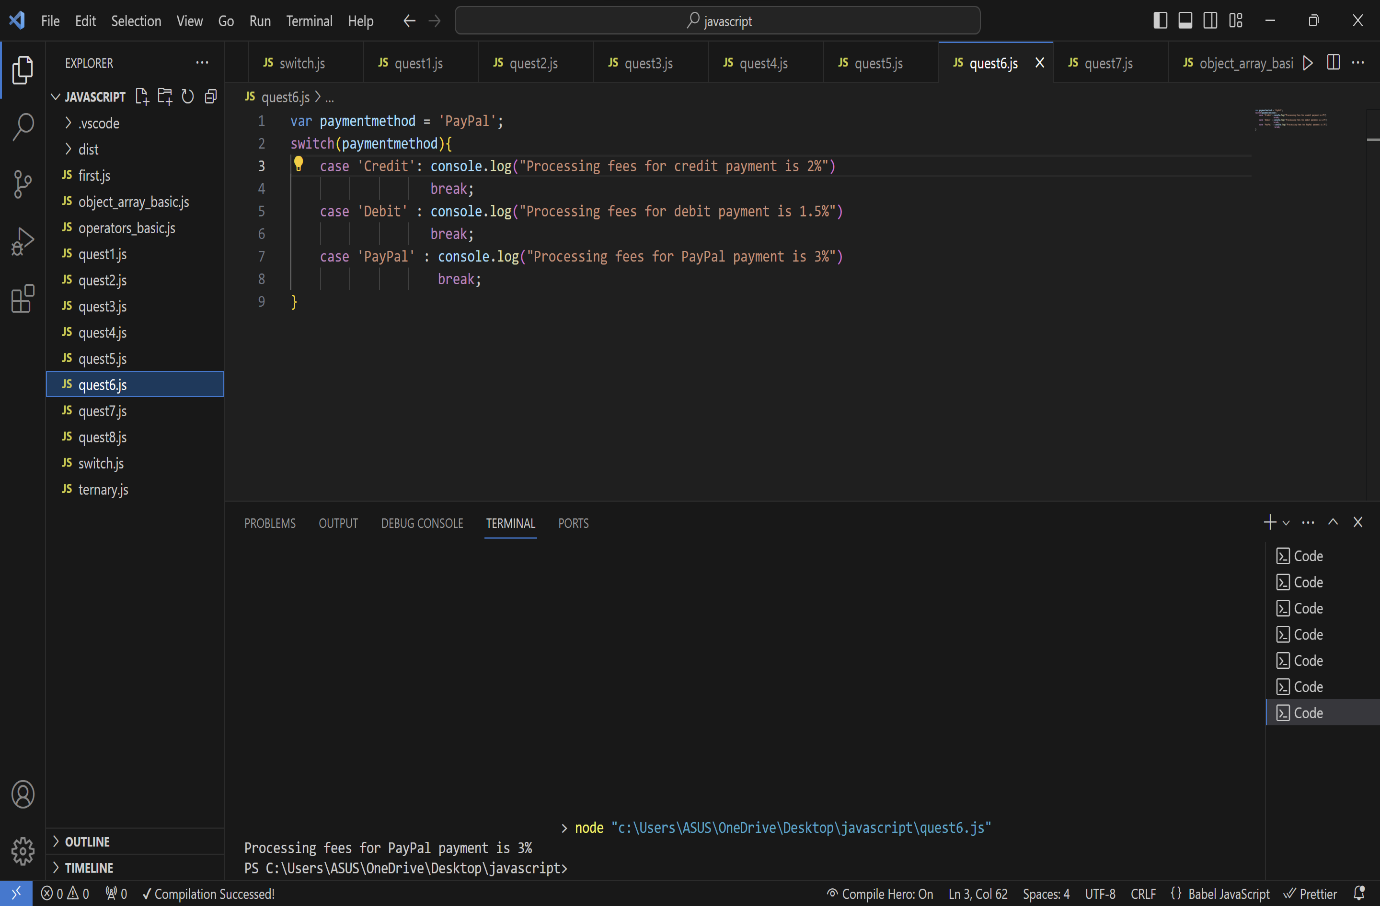 File Edit Selection View Go Run Terminal Help
javascript
EXPLORER
switch.js quest1.js quest2.js quest3.js quest4.js quest5.js quest6.js quest7.js object_array_basi
JAVASCRIPT
.vscode
dist
first.js
object_array_basic.js
operators_basic.js
quest1.js
quest2.js
quest3.js
quest4.js
quest5.js
quest6.js
quest7.js
quest8.js
switch.js
ternary.js
OUTLINE
TIMELINE
JS quest6.js > ...
1 var paymentmethod = 'PayPal';
2 switch(paymentmethod){
3 case 'Credit': console.log("Processing fees for credit payment is 2%")
4 break;
5 case 'Debit' : console.log("Processing fees for debit payment is 1.5%")
6 break;
7 case 'PayPal' : console.log("Processing fees for PayPal payment is 3%")
8 break;
9 }
PROBLEMS OUTPUT DEBUG CONSOLE TERMINAL PORTS
Code
Code
Code
Code
Code
Code
Code
> node "c:\Users\ASUS\OneDrive\Desktop\javascript\quest6.js"
Processing fees for PayPal payment is 3%
PS C:\Users\ASUS\OneDrive\Desktop\javascript>
0 0 0 ✓ Compilation Successed! Compile Hero: On Ln 3, Col 62 Spaces: 4 UTF-8 CRLF {} Babel JavaScript Prettier